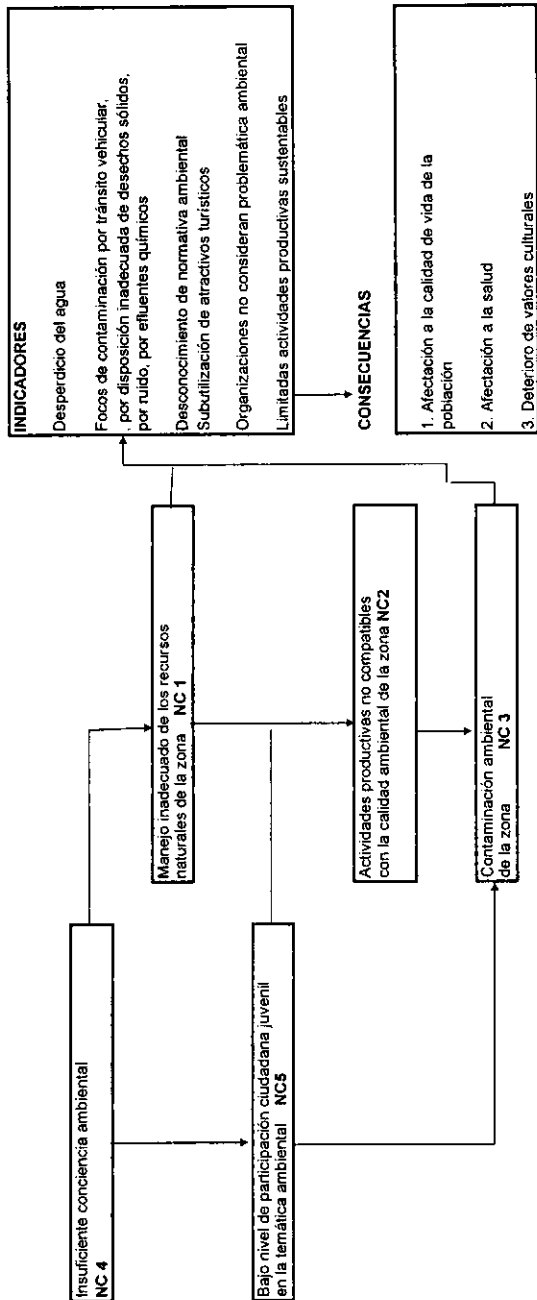 Insuficiente conciencia ambiental
NC 4
Bajo nivel de participación ciudadana juvenil
en la temática ambiental NC5
Manejo inadecuado de los recursos
naturales de la zona NC 1
Actividades productivas no compatibles
con la calidad ambiental de la zona NC2
Contaminación ambiental
de la zona NC 3
INDICADORES
Desperdicio del agua
Focos de contaminación por tránsito vehicular,
, por disposición inadecuada de desechos sólidos,
por ruido, por efluentes químicos
Desconocimiento de normativa ambiental
Subutilización de atractivos turísticos
Organizaciones no consideran problemática ambiental
Limitadas actividades productivas sustentables
CONSECUENCIAS
1. Afectación a la calidad de vida de la
población
2. Afectación a la salud
3. Deterioro de valores culturales